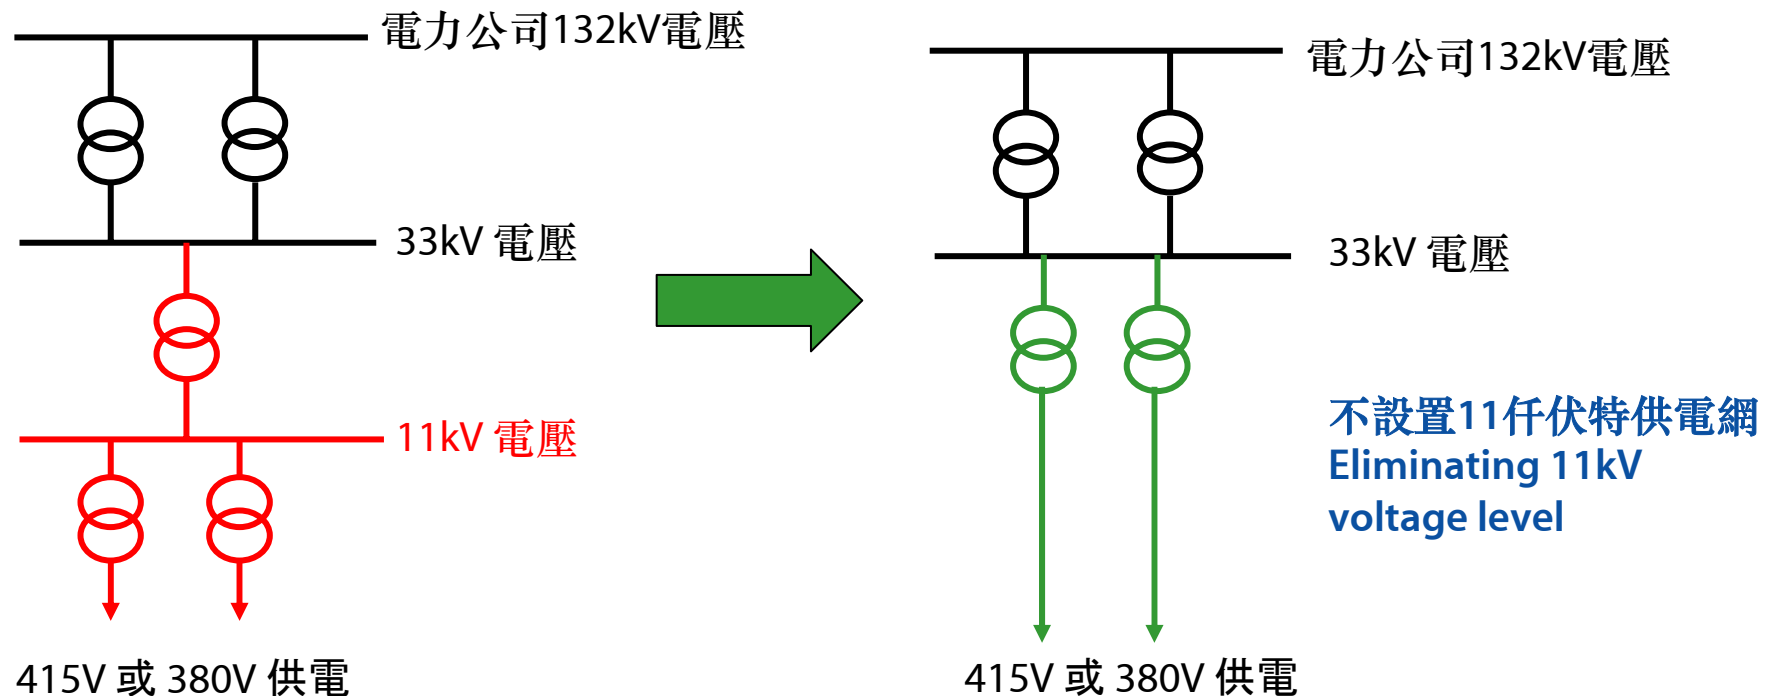 電力公司132kV電壓
33kV 電壓
11kV 電壓
415V 或 380V 供電
電力公司132kV電壓
33kV 電壓
不設置11仟伏特供電網
Eliminating 11kV
voltage level
415V 或 380V 供電